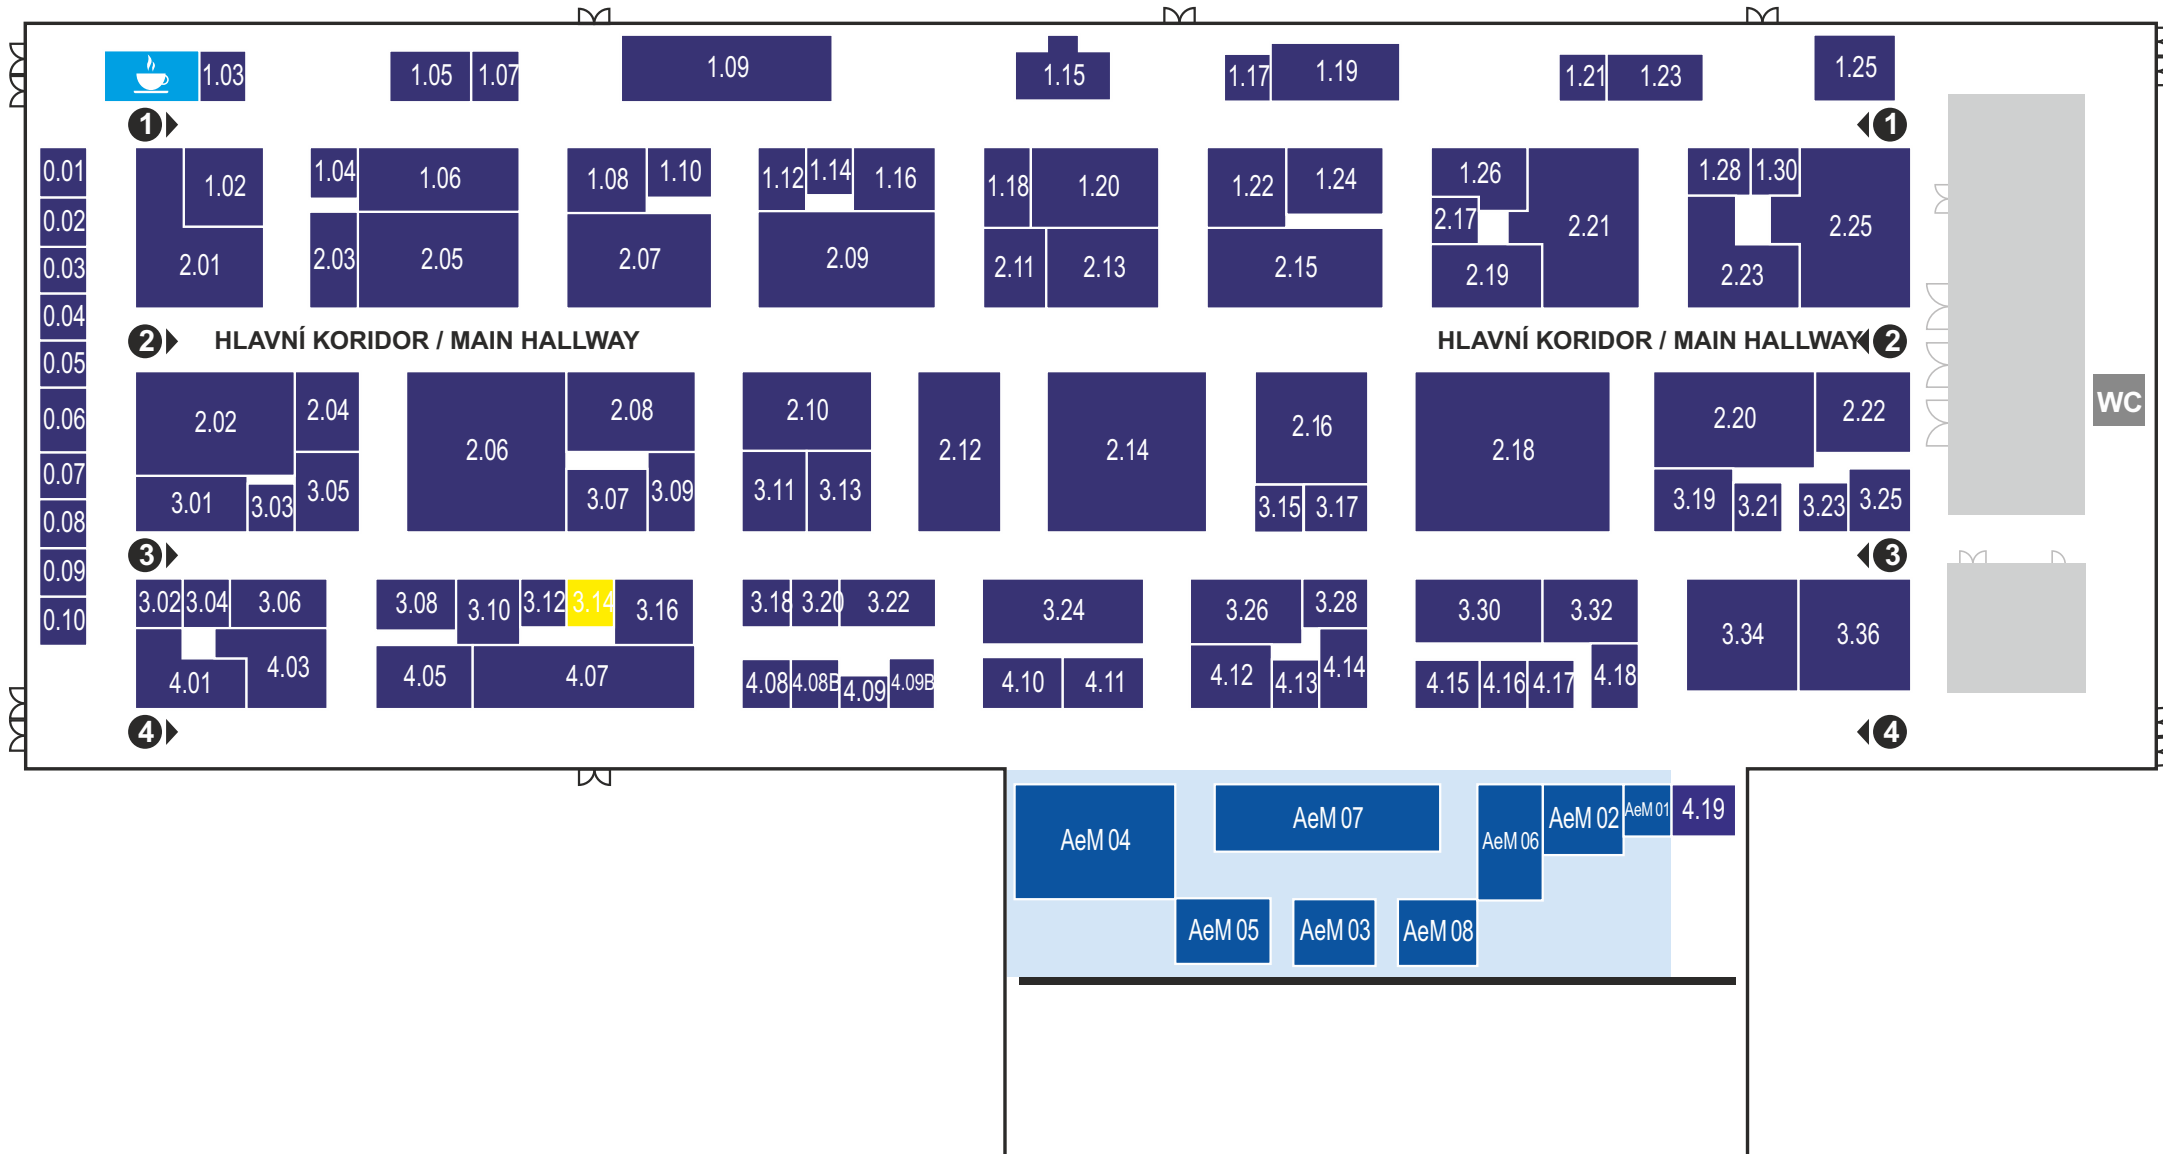 1.03 1.05 1.07 1.09 1.15 1.17 1.19 1.21 1.23 1.25
1 1
0.01 1.02 1.04 1.06 1.08 1.10 1.12 1.14 1.16 1.18 1.20 1.22 1.24 1.26 1.28 1.30
0.02 2.17 2.21 2.25
0.03 2.01 2.03 2.05 2.07 2.09 2.11 2.13 2.15 2.19 2.23
0.04
2 HLAVNÍ KORIDOR / MAIN HALLWAY HLAVNÍ KORIDOR / MAIN HALLWAY 2
0.05
0.06 2.02 2.04 2.06 2.08 2.10 2.12 2.14 2.16 2.18 2.20 2.22 WC
0.07 3.01 3.03 3.05 3.07 3.09 3.11 3.13 3.15 3.17 3.19 3.21 3.23 3.25
0.08
3 3
0.09
0.10 3.02 3.04 3.06 3.08 3.10 3.12 3.14 3.16 3.18 3.20 3.22 3.24 3.26 3.28 3.30 3.32 3.34 3.36
4.01 4.03 4.05 4.07 4.08 4.08B 4.09 4.09B 4.10 4.11 4.12 4.13 4.14 4.15 4.16 4.17 4.18
4 4
AeM 04 AeM 07 AeM 06 AeM 02 AeM 01 4.19
AeM 05 AeM 03 AeM 08